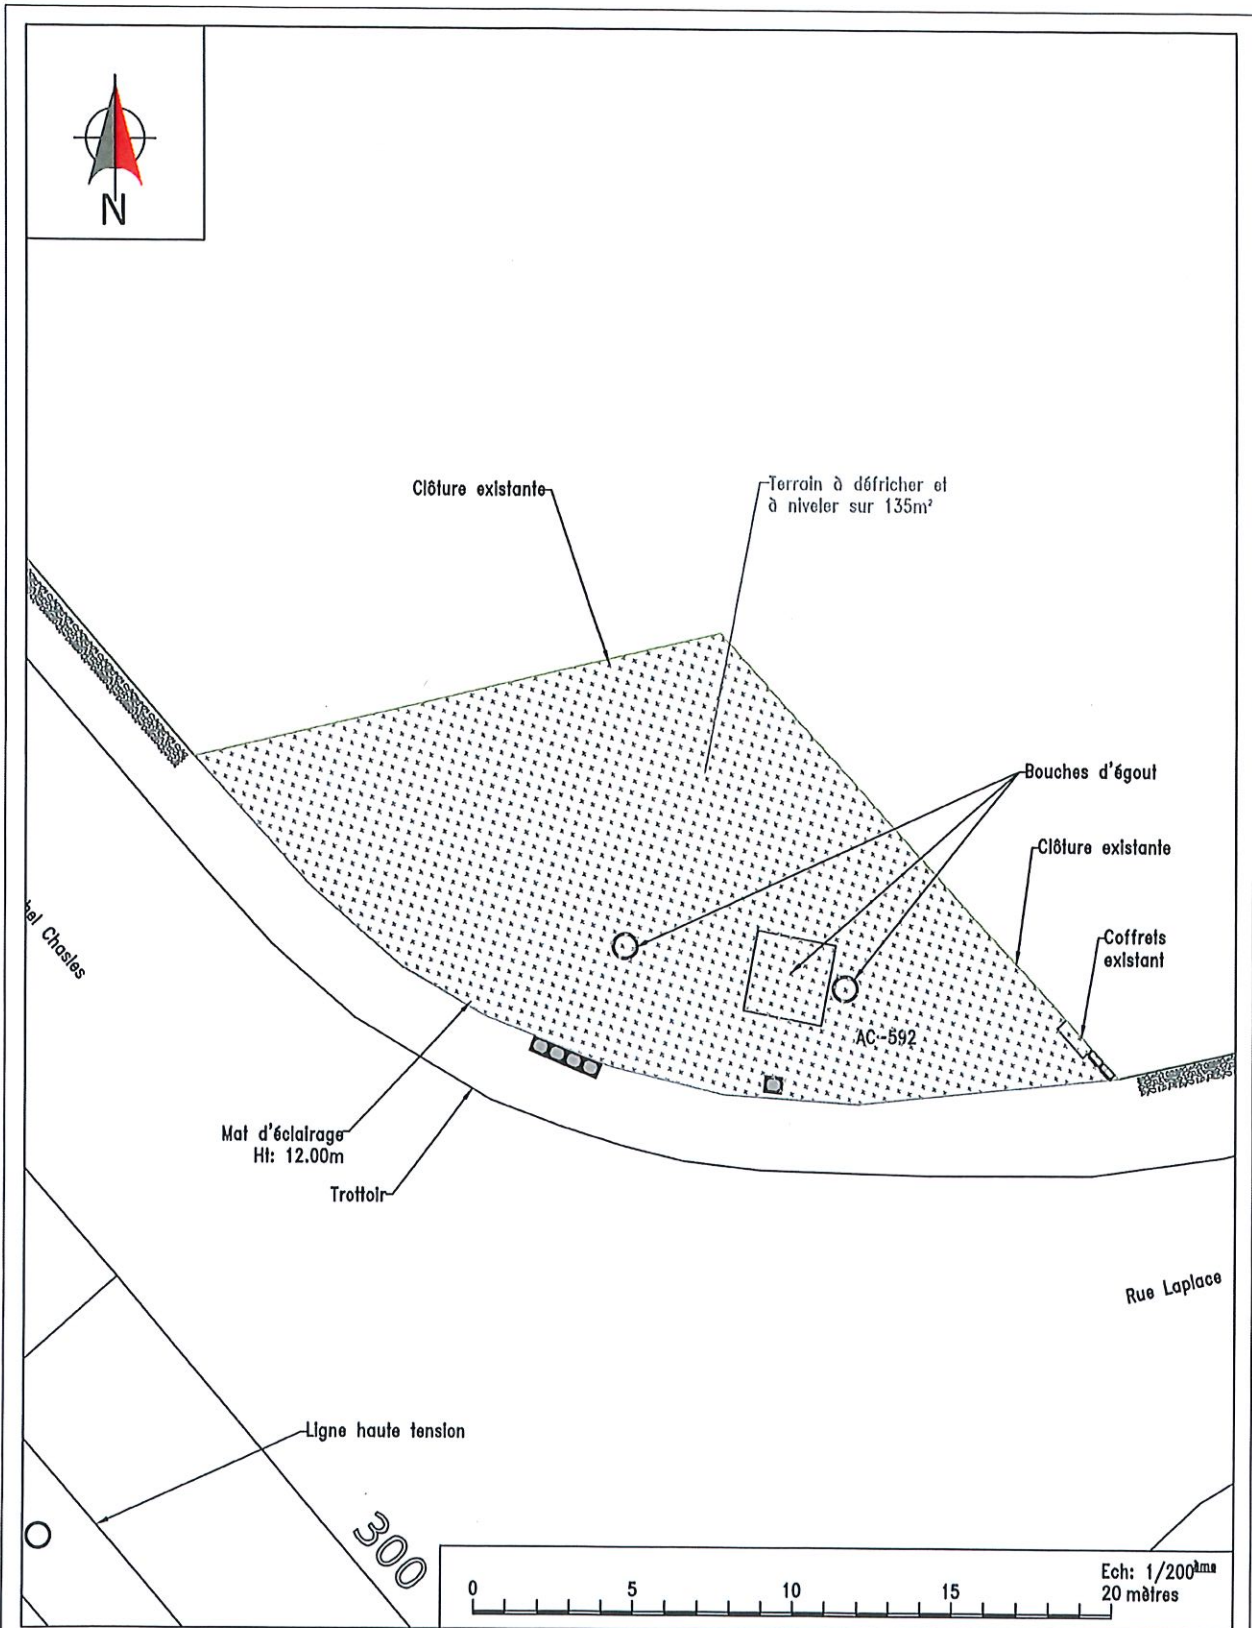 N
Clôture existante
Terrain à défricher et
à niveler sur 135m²
Bouches d'égout
Clôture existante
Coffrets
existant
hel Chasles
AC-592
Mat d'éclairage
Ht: 12.00m
Trottoir
Rue Laplace
Ligne haute tension
300
Ech: 1/200ème
0 5 10 15 20 mètres